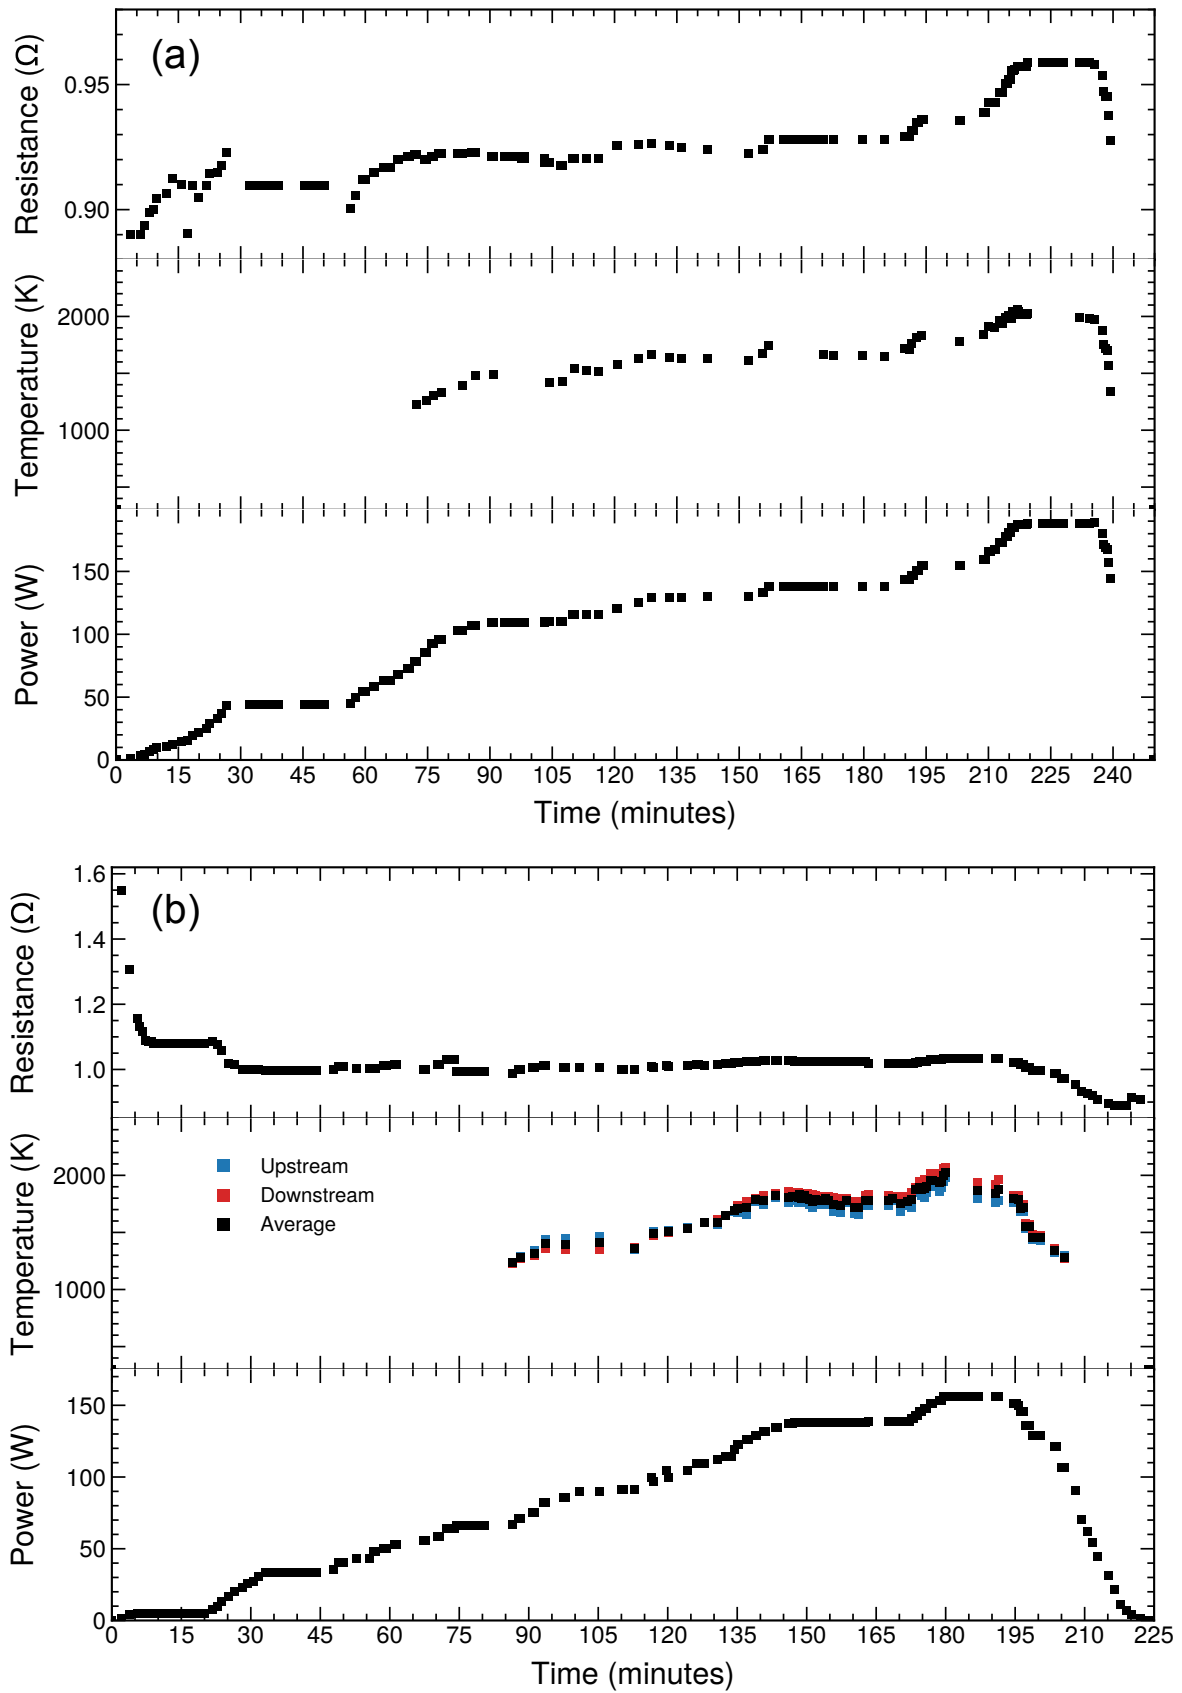 (a)
Resistance (Ω)
0.95
0.90
Temperature (K)
2000
1000
Power (W)
150
100
50
0
0 15 30 45 60 75 90 105 120 135 150 165 180 195 210 225 240
Time (minutes)
(b)
Resistance (Ω)
1.6
1.4
1.2
1.0
Temperature (K)
2000
1000
Upstream
Downstream
Average
Power (W)
150
100
50
0
0 15 30 45 60 75 90 105 120 135 150 165 180 195 210 225
Time (minutes)